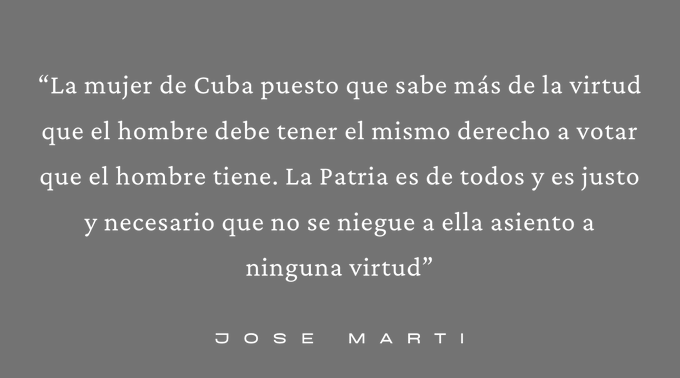 “La mujer de Cuba puesto que sabe más de la virtud
que el hombre debe tener el mismo derecho a votar
que el hombre tiene. La Patria es de todos y es justo
y necesario que no se niegue a ella asiento a
ninguna virtud”
JOSE MARTI